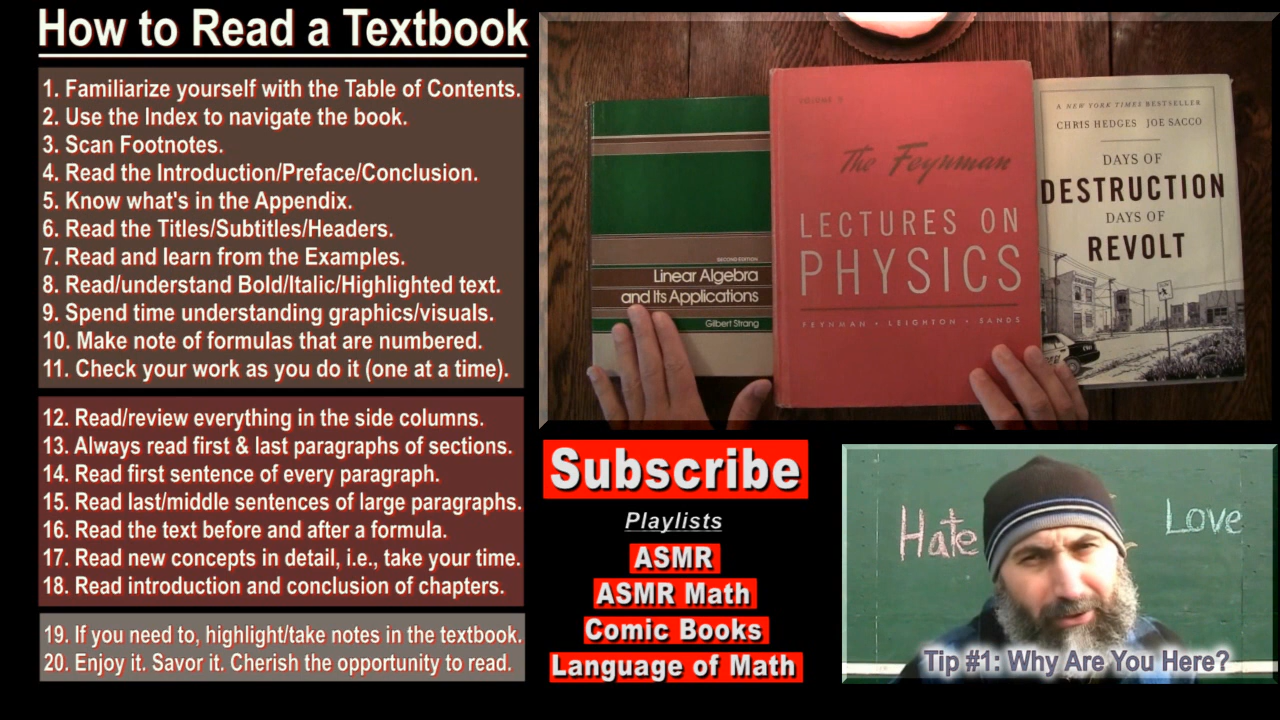 How to Read a Textbook
1. Familiarize yourself with the Table of Contents.
2. Use the Index to navigate the book.
3. Scan Footnotes.
4. Read the Introduction/Preface/Conclusion.
5. Know what's in the Appendix.
6. Read the Titles/Subtitles/Headers.
7. Read and learn from the Examples.
8. Read/understand Bold/Italic/Highlighted text.
9. Spend time understanding graphics/visuals.
10. Make note of formulas that are numbered.
11. Check your work as you do it (one at a time).
12. Read/review everything in the side columns.
13. Always read first & last paragraphs of sections.
14. Read first sentence of every paragraph.
15. Read last/middle sentences of large paragraphs.
16. Read the text before and after a formula.
17. Read new concepts in detail, i.e., take your time.
18. Read introduction and conclusion of chapters.
19. If you need to, highlight/take notes in the textbook.
20. Enjoy it. Savor it. Cherish the opportunity to read.
SECOND EDITION
Linear Algebra
and Its Applications
Gilbert Strang
VOLUME
The Feynman
LECTURES ON
PHYSICS
FEYNMAN • LEIGHTON • SANDS
A NEW YORK TIMES BESTSELLER
CHRIS HEDGES JOE SACCO
DAYS OF
DESTRUCTION
DAYS OF
REVOLT
Subscribe
Playlists
ASMR
ASMR Math
Comic Books
Language of Math
Hate
Love
Tip #1: Why Are You Here?